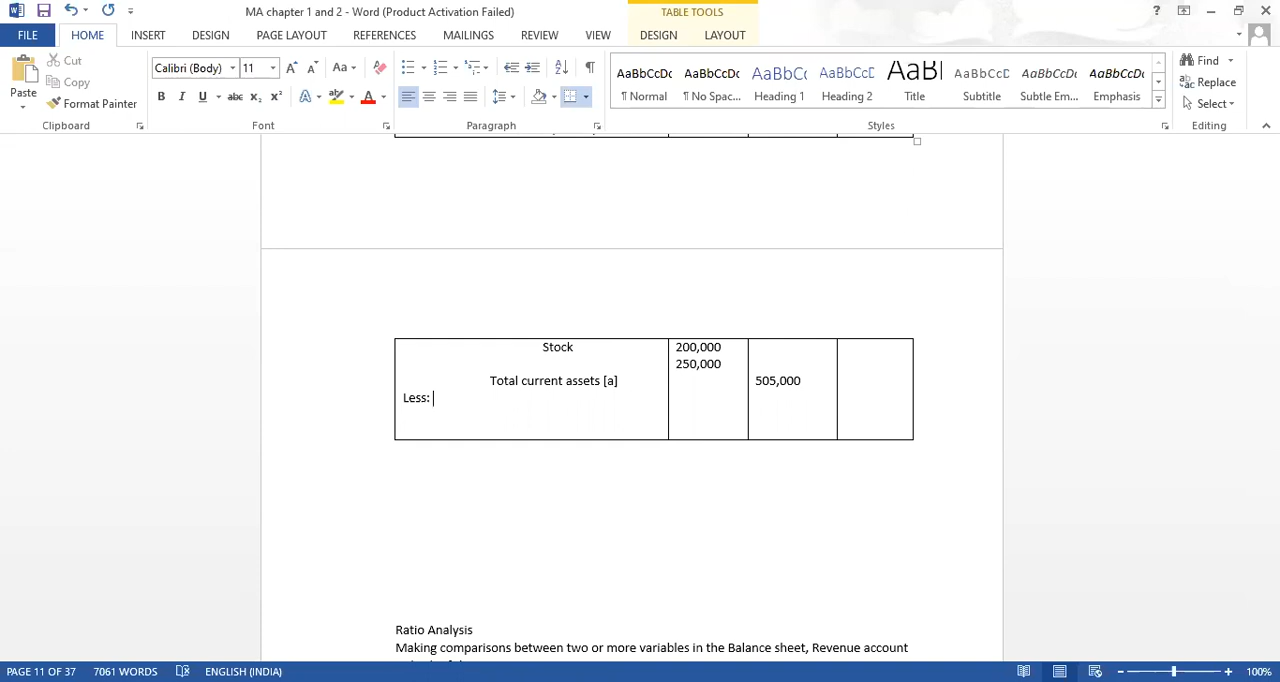 MA chapter 1 and 2 - Word (Product Activation Failed)
TABLE TOOLS
?
FILE
HOME
INSERT
DESIGN
PAGE LAYOUT
REFERENCES
MAILINGS
REVIEW
VIEW
DESIGN
LAYOUT
Cut
Copy
Format Painter
Paste
Clipboard
Calibri (Body)
11
Font
Paragraph
AaBbCcDc
¶ Normal
AaBbCcDc
¶ No Spac...
AaBbCc
Heading 1
AaBbCcD
Heading 2
AaBl
Title
AaBbCcD
Subtitle
AaBbCcDc
Subtle Em...
AaBbCcDc
Emphasis
Styles
Find
Replace
Select
Editing
Stock 200,000
250,000
Total current assets [a] 505,000
Less:
Ratio Analysis
Making comparisons between two or more variables in the Balance sheet, Revenue account
PAGE 11 OF 37 7061 WORDS ENGLISH (INDIA) 100%